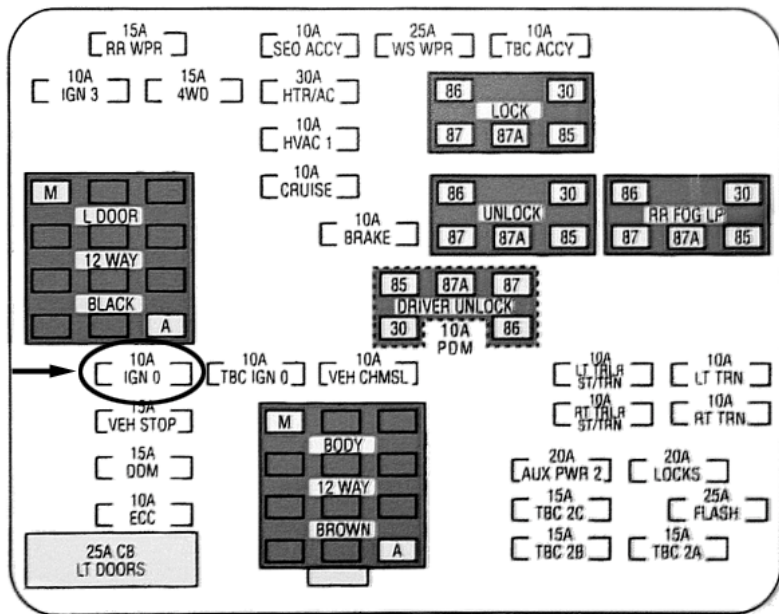 15A
RR WPR
10A
SEO ACCY
25A
WS WPR
10A
TBC ACCY
10A
IGN 3
15A
4WD
30A
HTR/AC
86
30
LOCK
87
87A
85
10A
HVAC 1
10A
CRUISE
M
L DOOR
12 WAY
BLACK
A
10A
BRAKE
86
30
UNLOCK
87
87A
85
86
30
RR FOG LP
87
87A
85
85
87A
87
DRIVER UNLOCK
30
10A
PDM
86
10A
IGN 0
10A
TBC IGN 0
10A
VEH CHMSL
10A
LT TRLR
ST/TRN
10A
LT TRN
15A
VEH STOP
10A
RT TRLR
ST/TRN
10A
RT TRN
M
BODY
12 WAY
BROWN
A
15A
DDM
20A
AUX PWR 2
20A
LOCKS
10A
ECC
15A
TBC 2C
25A
FLASH
25A CB
LT DOORS
15A
TBC 2B
15A
TBC 2A